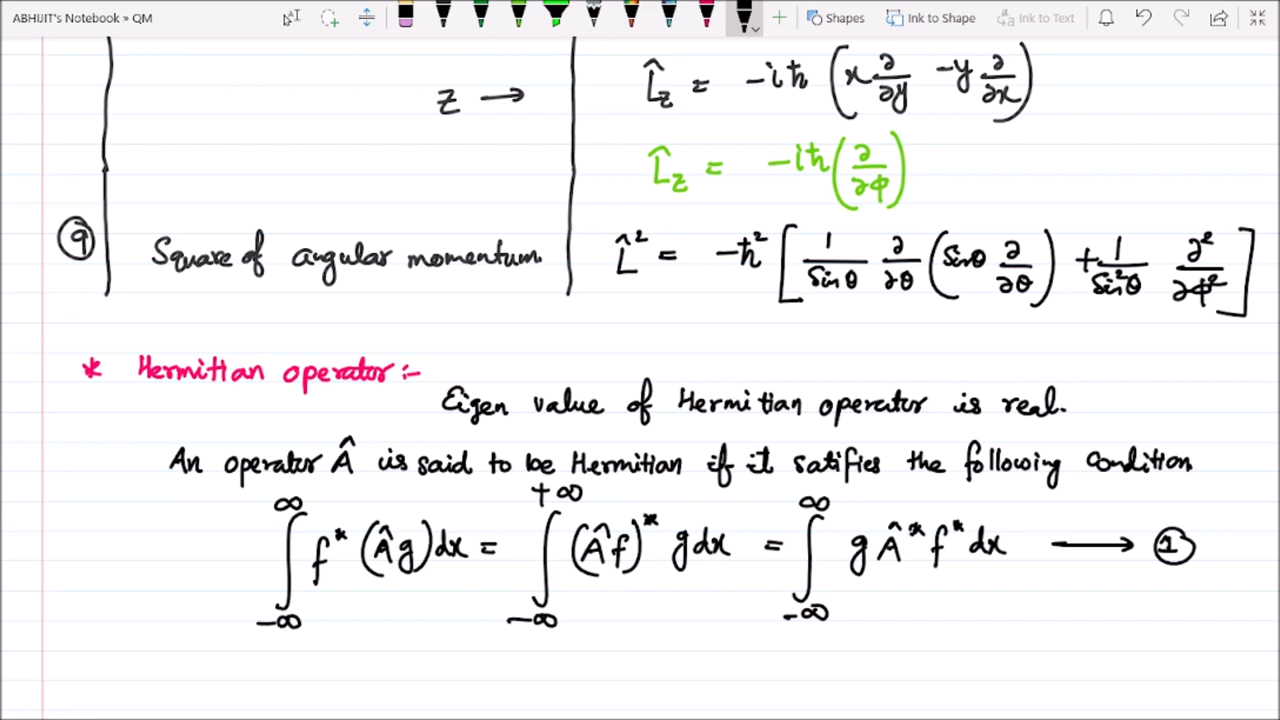 ABHIJIT's Notebook » QM
Shapes Ink to Shape Ink to Text
z → L̂z = -iħ (x ∂/∂y - y ∂/∂x)
L̂z = -iħ (∂/∂φ)
⑨ Square of angular momentum. L̂² = -ħ² [1/Sinθ ∂/∂θ (Sinθ ∂/∂θ) + 1/Sin²θ ∂²/∂φ²]
* Hermitian operator:-
Eigen value of Hermitian operator is real.
An operator Â is said to be Hermitian if it satifies the following condition
∫_{-∞}^{∞} f* (Âg) dx = ∫_{-∞}^{+∞} (Âf)* g dx = ∫_{-∞}^{∞} g Â* f* dx → ①